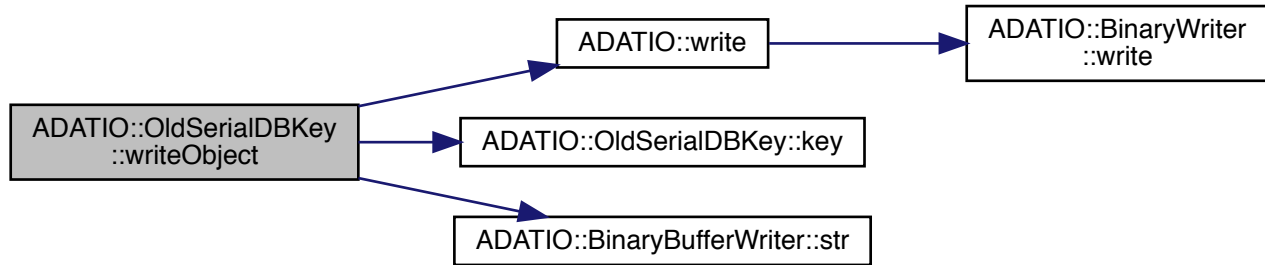 ADATIO::OldSerialDBKey
::writeObject
ADATIO::write
ADATIO::BinaryWriter
::write
ADATIO::OldSerialDBKey::key
ADATIO::BinaryBufferWriter::str